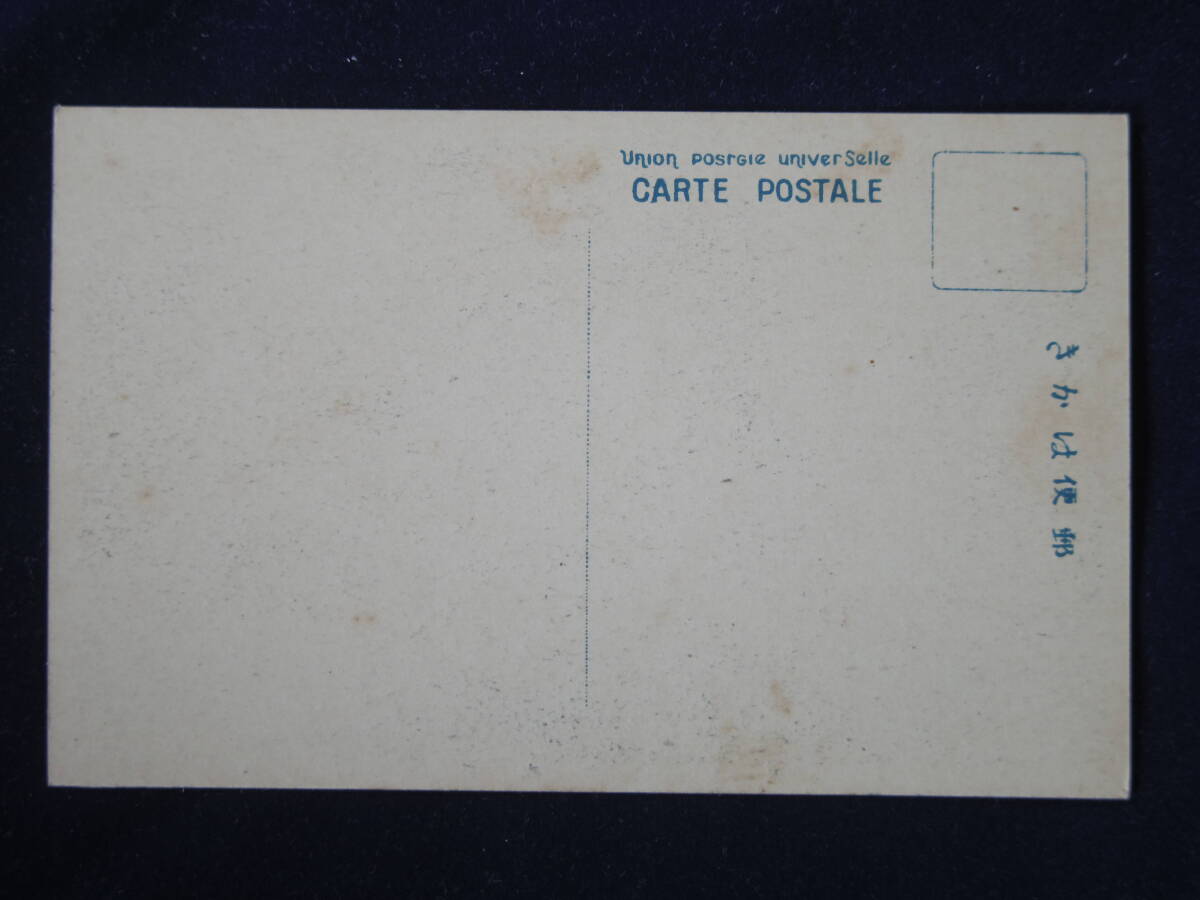 Union posrGie univerSelle
CARTE POSTALE
きかは便郵